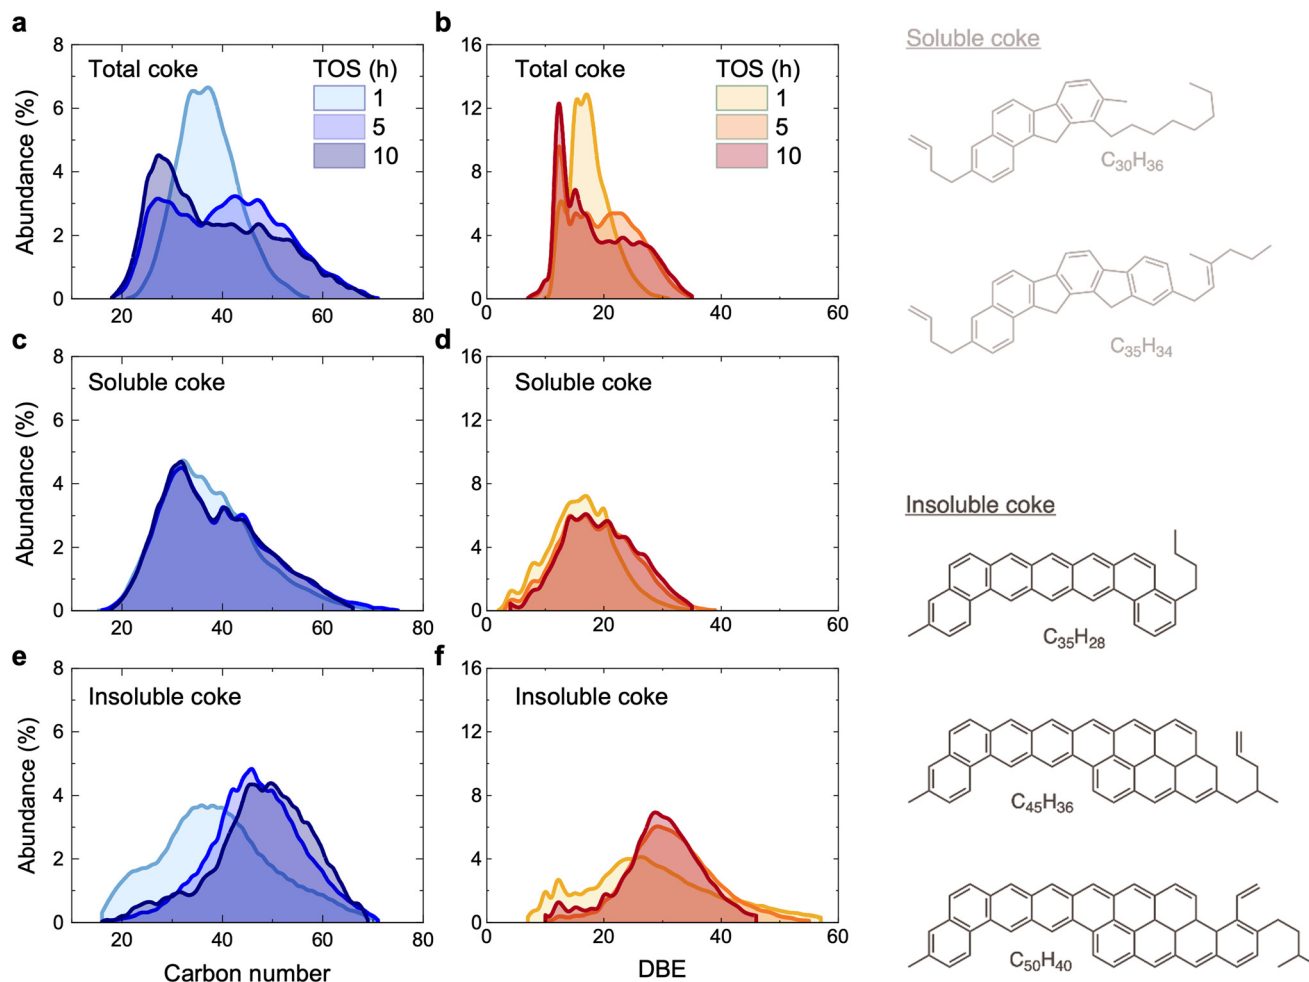 a
8
6
4
2
0
Abundance (%)
Total coke
TOS (h)
1
5
10
20
40
60
80
b
16
12
8
4
0
Total coke
TOS (h)
1
5
10
0
20
40
60
c
8
6
4
2
0
Abundance (%)
Soluble coke
20
40
60
80
d
16
12
8
4
0
Soluble coke
0
20
40
60
e
8
6
4
2
0
Abundance (%)
Insoluble coke
20
40
60
80
Carbon number
f
16
12
8
4
0
Insoluble coke
0
20
40
60
DBE
Soluble coke
C30H36
C35H34
Insoluble coke
C35H28
C45H36
C50H40